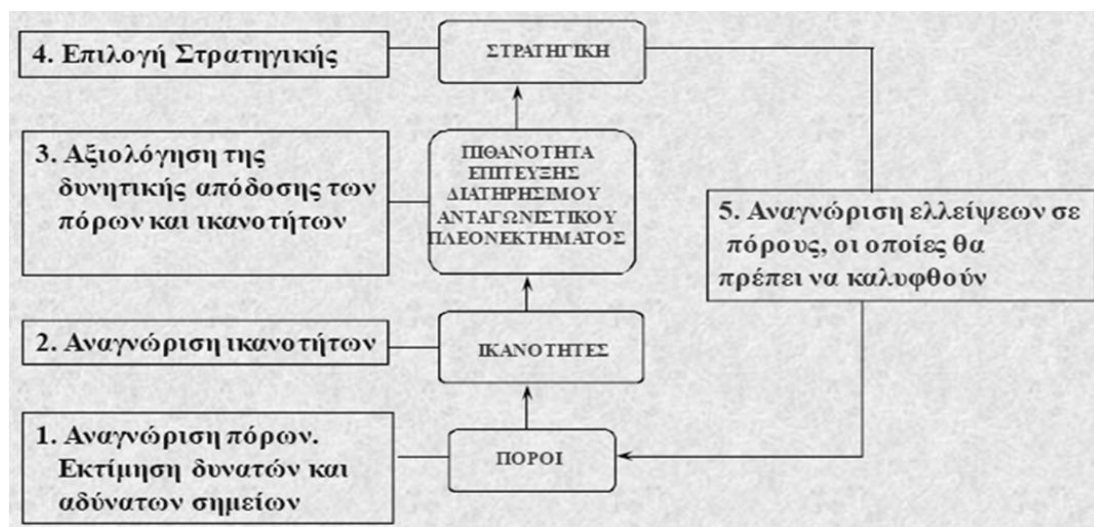 4. Επιλογή Στρατηγικής
ΣΤΡΑΤΗΓΙΚΗ
3. Αξιολόγηση της
δυνητικής απόδοσης των
πόρων και ικανοτήτων
ΠΙΘΑΝΟΤΗΤΑ
ΕΠΙΤΕΥΞΗΣ
ΔΙΑΤΗΡΗΣΙΜΟΥ
ΑΝΤΑΓΩΝΙΣΤΙΚΟΥ
ΠΛΕΟΝΕΚΤΗΜΑΤΟΣ
5. Αναγνώριση ελλείψεων σε
πόρους, οι οποίες θα
πρέπει να καλυφθούν
2. Αναγνώριση ικανοτήτων
ΙΚΑΝΟΤΗΤΕΣ
1. Αναγνώριση πόρων.
Εκτίμηση δυνατών και
αδύνατων σημείων
ΠΟΡΟΙ